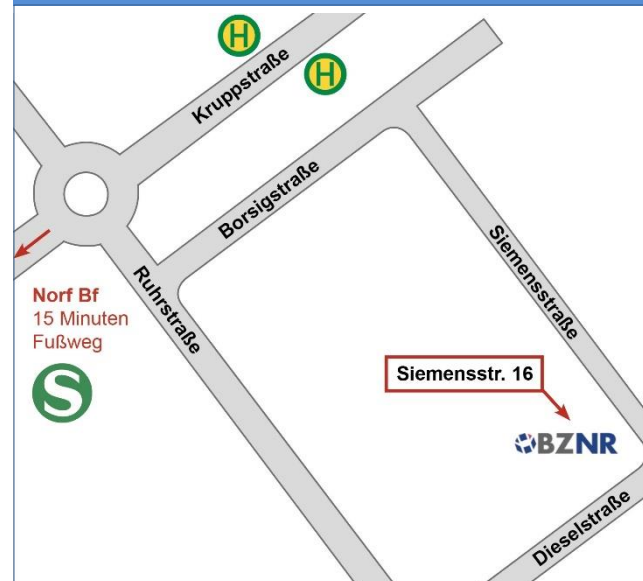 H
H
Kruppstraße
Borsigstraße
Siemensstraße
Ruhrstraße
Norf Bf
15 Minuten
Fußweg
S
Siemensstr. 16
BZNR
Dieselstraße